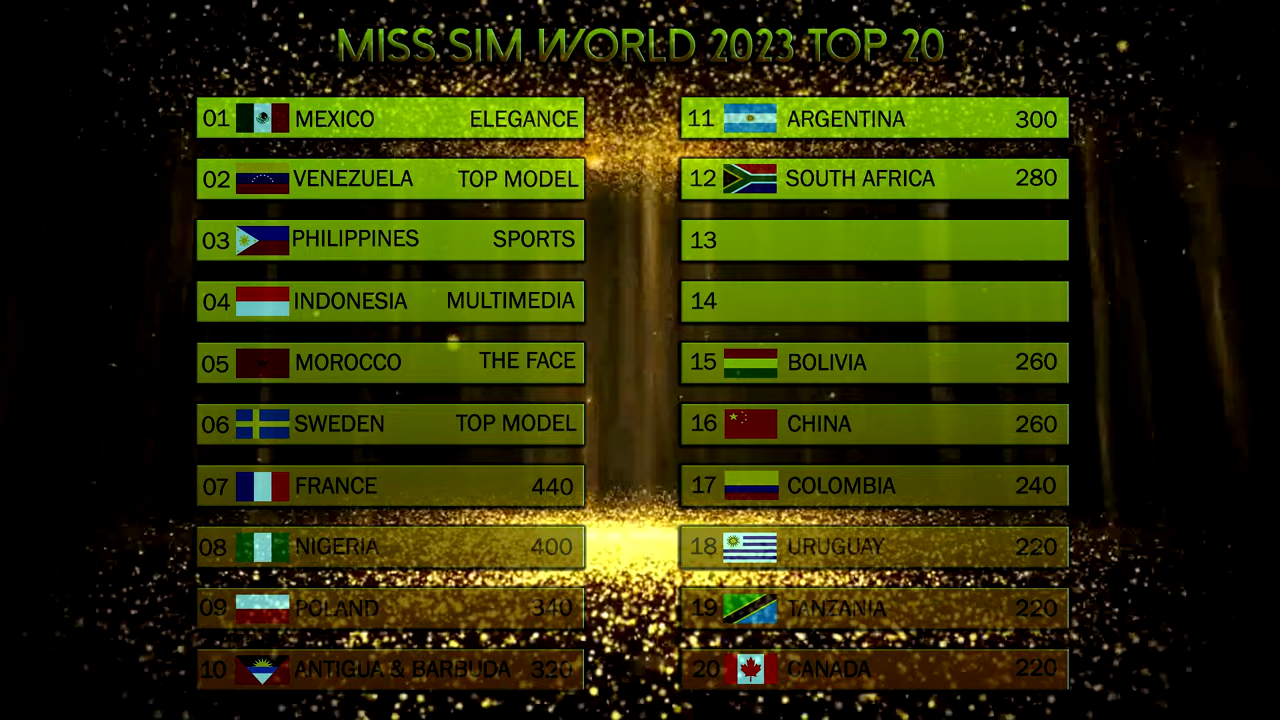 MISS SIM WORLD 2023 TOP 20
01 MEXICO ELEGANCE
02 VENEZUELA TOP MODEL
03 PHILIPPINES SPORTS
04 INDONESIA MULTIMEDIA
05 MOROCCO THE FACE
06 SWEDEN TOP MODEL
07 FRANCE 440
08 NIGERIA 400
09 POLAND 340
10 ANTIGUA & BARBUDA 320
11 ARGENTINA 300
12 SOUTH AFRICA 280
13
14
15 BOLIVIA 260
16 CHINA 260
17 COLOMBIA 240
18 URUGUAY 220
19 TANZANIA 220
20 CANADA 220